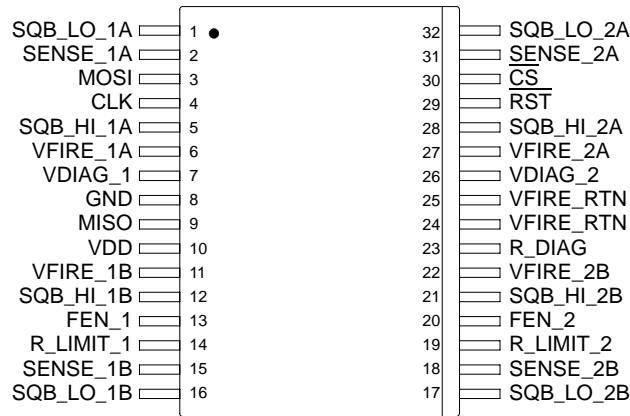 SQB_LO_1A 1 32 SQB_LO_2A
SENSE_1A 2 31 SENSE_2A
MOSI 3 30 CS
CLK 4 29 RST
SQB_HI_1A 5 28 SQB_HI_2A
VFIRE_1A 6 27 VFIRE_2A
VDIAG_1 7 26 VDIAG_2
GND 8 25 VFIRE_RTN
MISO 9 24 VFIRE_RTN
VDD 10 23 R_DIAG
VFIRE_1B 11 22 VFIRE_2B
SQB_HI_1B 12 21 SQB_HI_2B
FEN_1 13 20 FEN_2
R_LIMIT_1 14 19 R_LIMIT_2
SENSE_1B 15 18 SENSE_2B
SQB_LO_1B 16 17 SQB_LO_2B